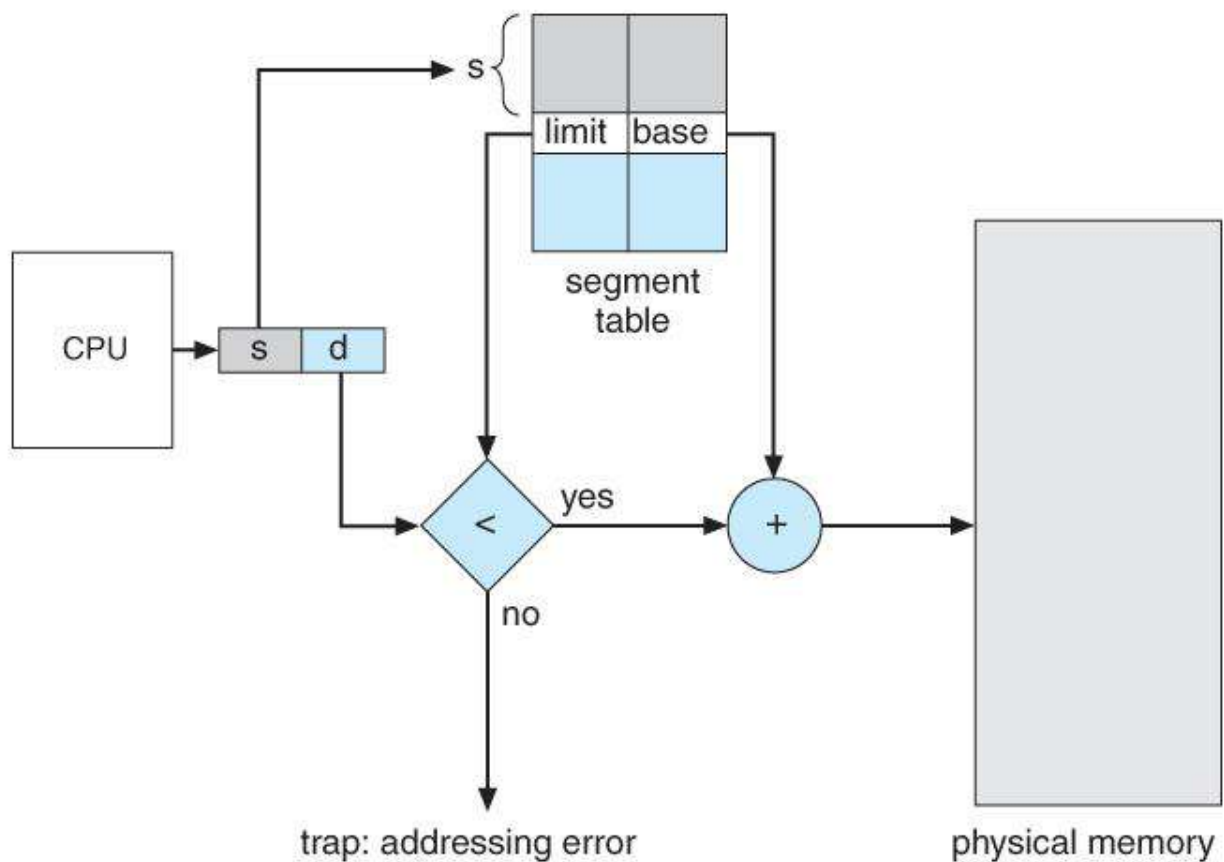 s
limit base
segment
table
CPU
s d
<
yes
+
no
trap: addressing error
physical memory